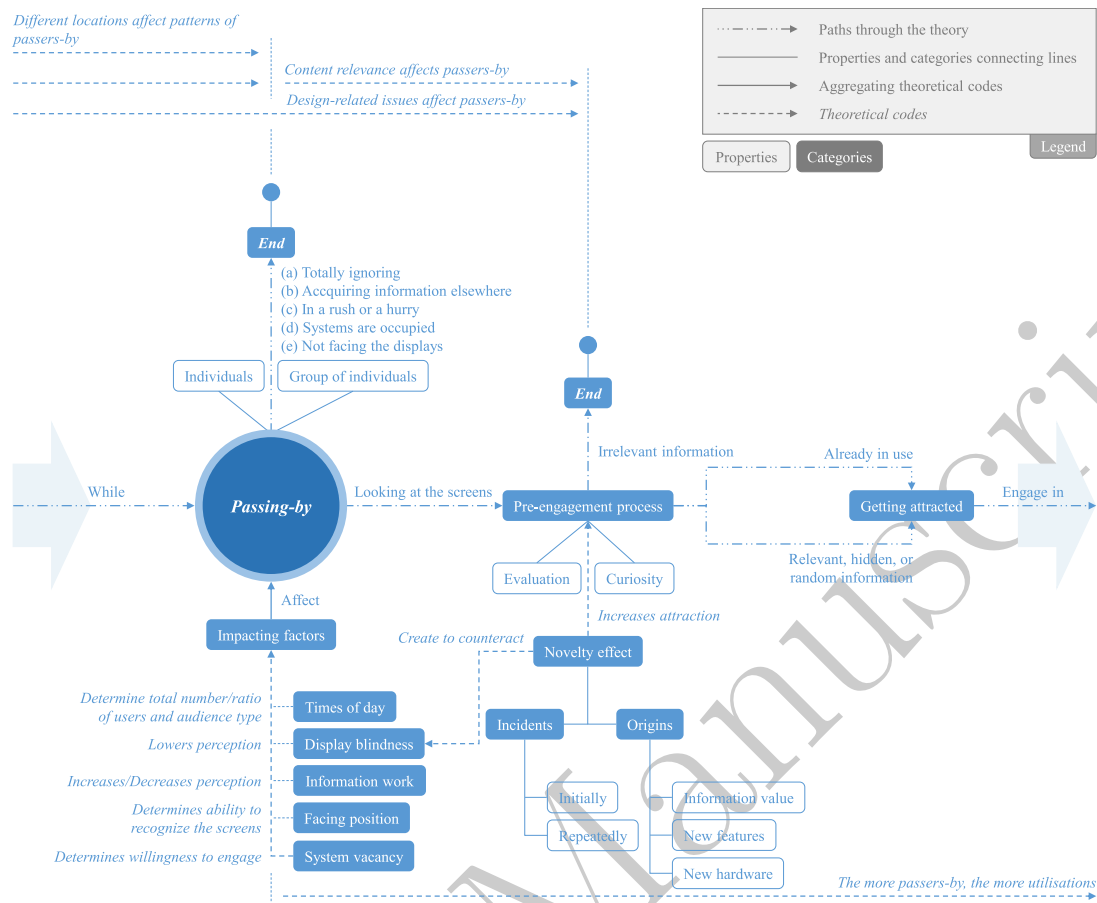 Different locations affect patterns of
passers-by
Content relevance affects passers-by
Design-related issues affect passers-by
Paths through the theory
Properties and categories connecting lines
Aggregating theoretical codes
Theoretical codes
Properties
Categories
Legend
End
(a) Totally ignoring
(b) Accquiring information elsewhere
(c) In a rush or a hurry
(d) Systems are occupied
(e) Not facing the displays
Individuals
Group of individuals
End
Irrelevant information
Already in use
While
Passing-by
Looking at the screens
Pre-engagement process
Getting attracted
Engage in
Relevant, hidden, or
random information
Evaluation
Curiosity
Affect
Increases attraction
Impacting factors
Create to counteract
Novelty effect
Determine total number/ratio
of users and audience type
Times of day
Incidents
Origins
Lowers perception
Display blindness
Increases/Decreases perception
Information work
Initially
Information value
Determines ability to
recognize the screens
Facing position
Repeatedly
New features
Determines willingness to engage
System vacancy
New hardware
The more passers-by, the more utilisations
Manuscri